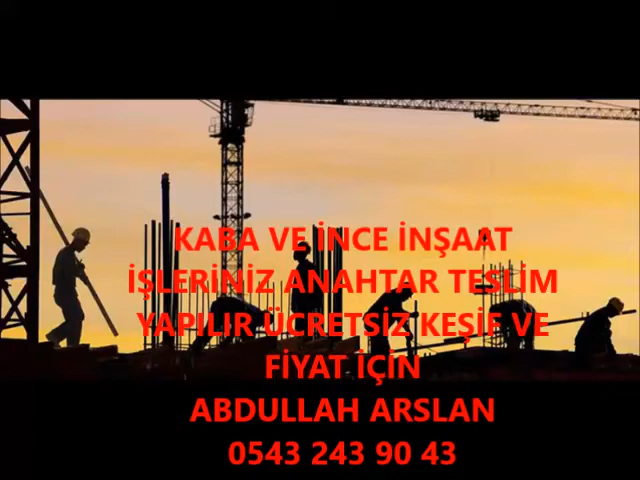 KABA VE İNCE İNŞAAT
İŞLERİNİZ ANAHTAR TESLİM
YAPILIR ÜCRETSİZ KEŞİF VE
FİYAT İÇİN
ABDULLAH ARSLAN
0543 243 90 43